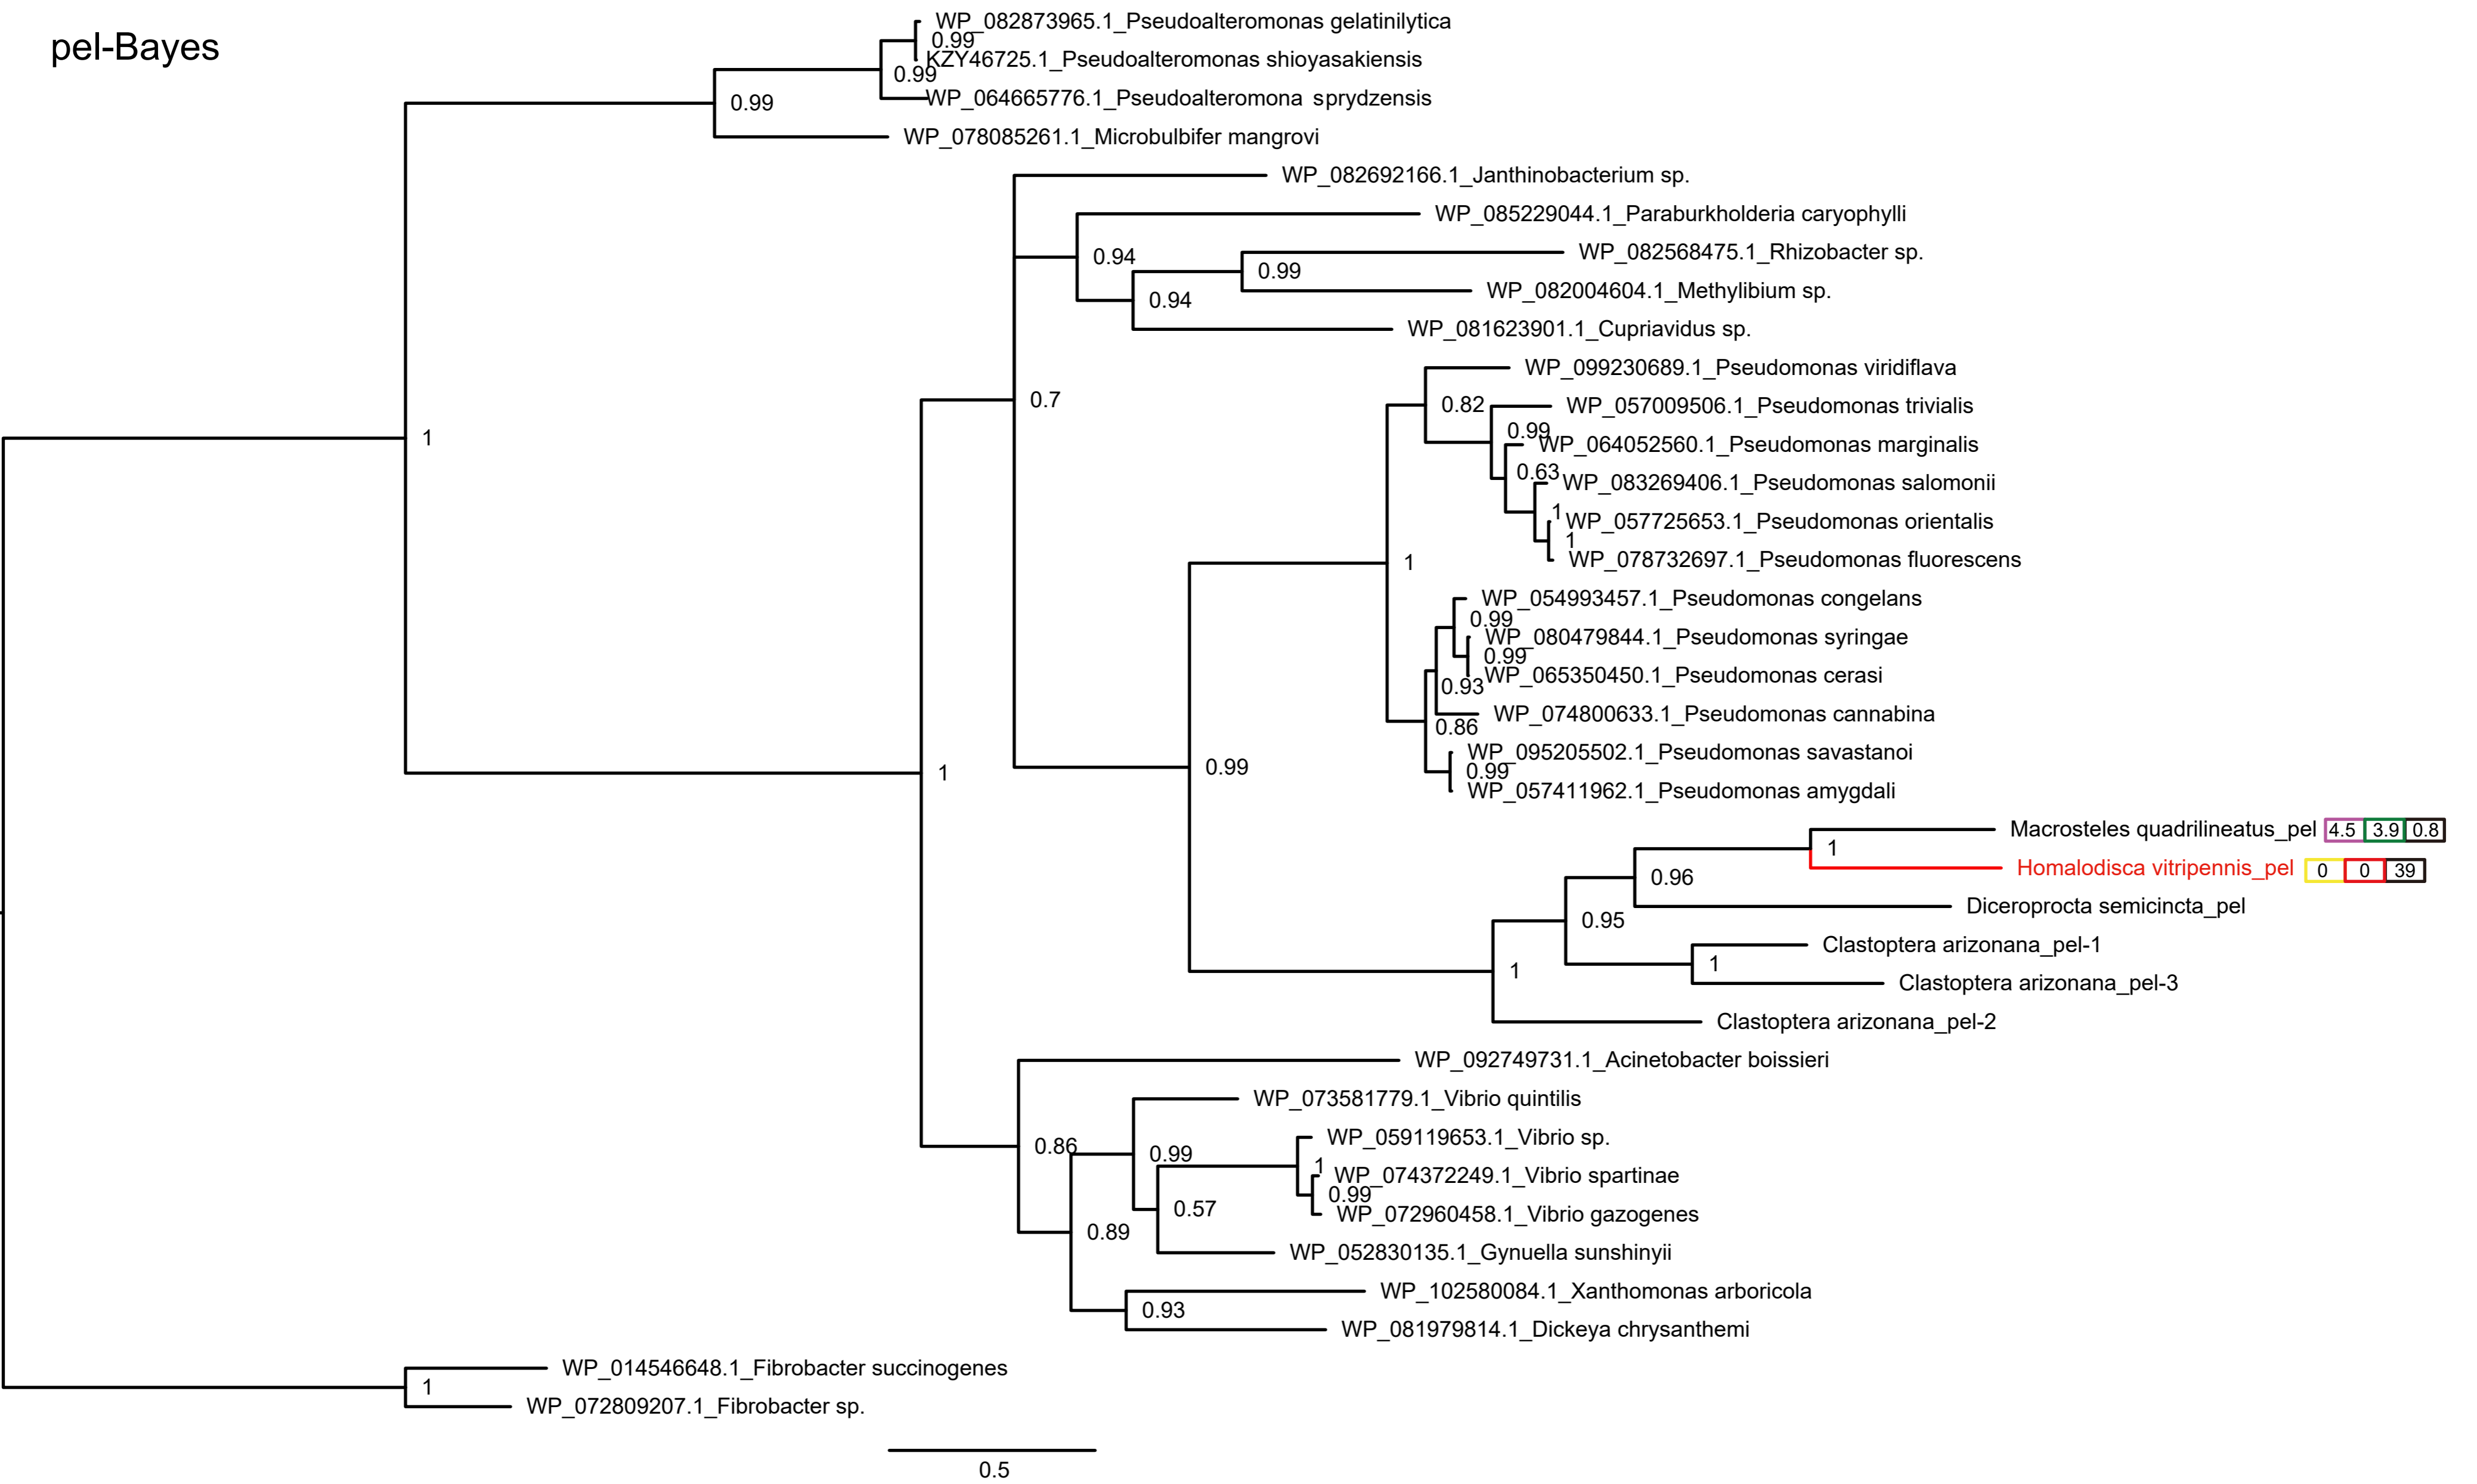 pel-Bayes
WP_082873965.1_Pseudoalteromonas gelatinilytica
0.99
KZY46725.1_Pseudoalteromonas shioyasakiensis
0.99
WP_064665776.1_Pseudoalteromona sprydzensis
0.99
WP_078085261.1_Microbulbifer mangrovi
WP_082692166.1_Janthinobacterium sp.
WP_085229044.1_Paraburkholderia caryophylli
0.94
WP_082568475.1_Rhizobacter sp.
0.99
WP_082004604.1_Methylibium sp.
0.94
WP_081623901.1_Cupriavidus sp.
WP_099230689.1_Pseudomonas viridiflava
0.7
0.82
WP_057009506.1_Pseudomonas trivialis
0.99
1
WP_064052560.1_Pseudomonas marginalis
0.63
WP_083269406.1_Pseudomonas salomonii
1
WP_057725653.1_Pseudomonas orientalis
1
WP_078732697.1_Pseudomonas fluorescens
1
WP_054993457.1_Pseudomonas congelans
0.99
WP_080479844.1_Pseudomonas syringae
0.99
WP_065350450.1_Pseudomonas cerasi
0.93
WP_074800633.1_Pseudomonas cannabina
0.86
WP_095205502.1_Pseudomonas savastanoi
0.99
1
0.99
WP_057411962.1_Pseudomonas amygdali
Macrosteles quadrilineatus_pel 4.5 3.9 0.8
1
Homalodisca vitripennis_pel 0 0 39
0.96
Diceroprocta semicincta_pel
0.95
Clastoptera arizonana_pel-1
1
1
Clastoptera arizonana_pel-3
Clastoptera arizonana_pel-2
WP_092749731.1_Acinetobacter boissieri
WP_073581779.1_Vibrio quintilis
WP_059119653.1_Vibrio sp.
0.86
0.99
1
WP_074372249.1_Vibrio spartinae
0.99
0.57
WP_072960458.1_Vibrio gazogenes
0.89
WP_052830135.1_Gynuella sunshinyii
WP_102580084.1_Xanthomonas arboricola
0.93
WP_081979814.1_Dickeya chrysanthemi
WP_014546648.1_Fibrobacter succinogenes
1
WP_072809207.1_Fibrobacter sp.
0.5